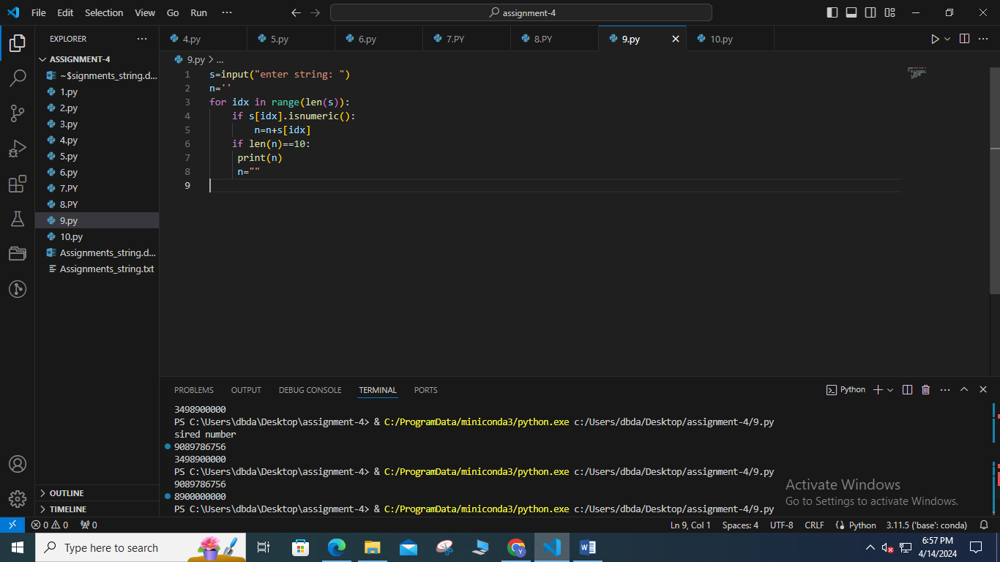 File Edit Selection View Go Run ··· assignment-4
EXPLORER ···
ASSIGNMENT-4
~$signments_string.d...
1.py
2.py
3.py
4.py
5.py
6.py
7.PY
8.PY
9.py
10.py
Assignments_string.d...
Assignments_string.txt
OUTLINE
TIMELINE
4.py 5.py 6.py 7.PY 8.PY 9.py 10.py
9.py > ...
1 s=input("enter string: ")
2 n=''
3 for idx in range(len(s)):
4 if s[idx].isnumeric():
5 n=n+s[idx]
6 if len(n)==10:
7 print(n)
8 n=""
9
PROBLEMS OUTPUT DEBUG CONSOLE TERMINAL PORTS Python
3498900000
PS C:\Users\dbda\Desktop\assignment-4> & C:/ProgramData/miniconda3/python.exe c:/Users/dbda/Desktop/assignment-4/9.py
sired number
9089786756
3498900000
PS C:\Users\dbda\Desktop\assignment-4> & C:/ProgramData/miniconda3/python.exe c:/Users/dbda/Desktop/assignment-4/9.py
9089786756
8900000000
PS C:\Users\dbda\Desktop\assignment-4> & C:/ProgramData/miniconda3/python.exe c:/Users/dbda/Desktop/assignment-4/9.py
Activate Windows
Go to Settings to activate Windows.
0 0 0 Ln 9, Col 1 Spaces: 4 UTF-8 CRLF Python 3.11.5 ('base': conda)
Type here to search
6:57 PM
4/14/2024